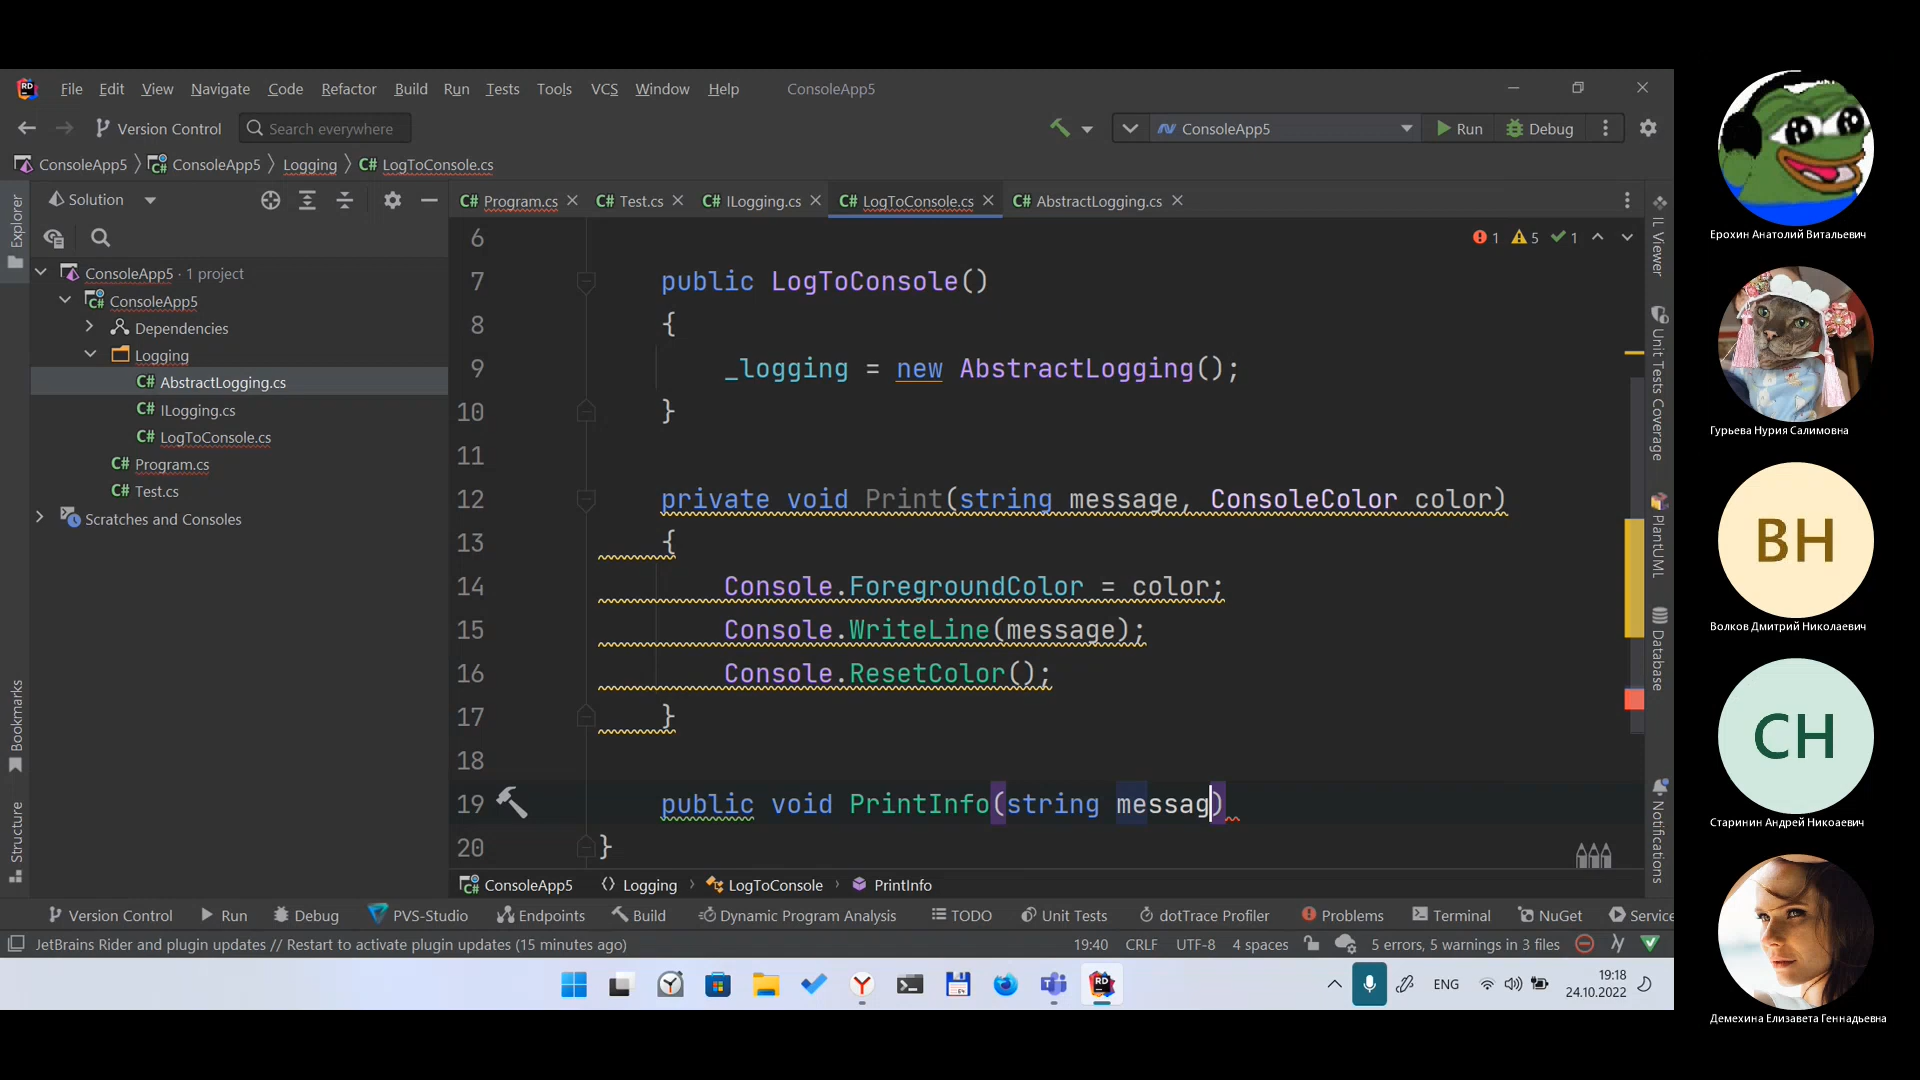 File Edit View Navigate Code Refactor Build Run Tests Tools VCS Window Help ConsoleApp5
Version Control Search everywhere ConsoleApp5 Run Debug
ConsoleApp5 ConsoleApp5 Logging C# LogToConsole.cs
Explorer
Solution
C# Program.cs C# Test.cs C# ILogging.cs C# LogToConsole.cs C# AbstractLogging.cs
ConsoleApp5 · 1 project
C# ConsoleApp5
Dependencies
Logging
C# AbstractLogging.cs
C# ILogging.cs
C# LogToConsole.cs
C# Program.cs
C# Test.cs
Scratches and Consoles
Bookmarks
Structure
1 5 1
6
7 public LogToConsole()
8 {
9 _logging = new AbstractLogging();
10 }
11
12 private void Print(string message, ConsoleColor color)
13 {
14 Console.ForegroundColor = color;
15 Console.WriteLine(message);
16 Console.ResetColor();
17 }
18
19 public void PrintInfo(string messag)
20 }
IL Viewer
Unit Tests Coverage
PlantUML
Database
Notifications
ConsoleApp5 Logging LogToConsole PrintInfo
Version Control Run Debug PVS-Studio Endpoints Build Dynamic Program Analysis TODO Unit Tests dotTrace Profiler Problems Terminal NuGet Service
JetBrains Rider and plugin updates // Restart to activate plugin updates (15 minutes ago) 19:40 CRLF UTF-8 4 spaces 5 errors, 5 warnings in 3 files
RD
ENG
19:18
24.10.2022
Ерохин Анатолий Витальевич
Гурьева Нурия Салимовна
ВН
Волков Дмитрий Николаевич
СН
Старинин Андрей Никоаевич
Демехина Елизавета Геннадьевна